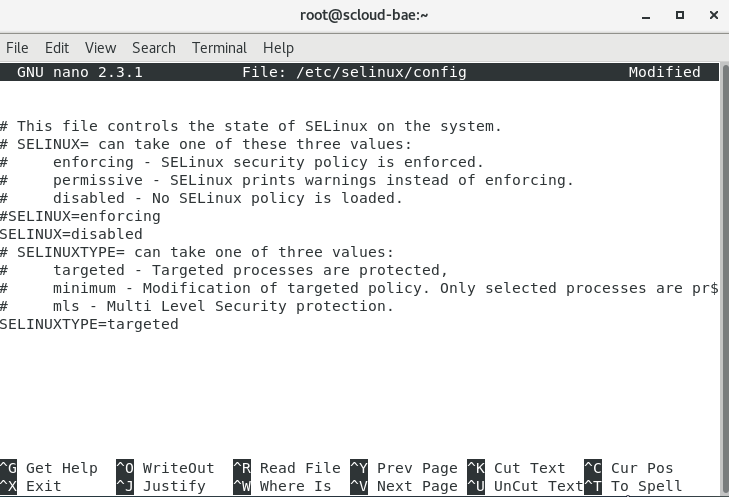 root@scloud-bae:~
File Edit View Search Terminal Help
GNU nano 2.3.1 File: /etc/selinux/config Modified
# This file controls the state of SELinux on the system.
# SELINUX= can take one of these three values:
#     enforcing - SELinux security policy is enforced.
#     permissive - SELinux prints warnings instead of enforcing.
#     disabled - No SELinux policy is loaded.
#SELINUX=enforcing
SELINUX=disabled
# SELINUXTYPE= can take one of three values:
#     targeted - Targeted processes are protected,
#     minimum - Modification of targeted policy. Only selected processes are pr$
#     mls - Multi Level Security protection.
SELINUXTYPE=targeted
^G Get Help ^O WriteOut ^R Read File ^Y Prev Page ^K Cut Text ^C Cur Pos
^X Exit ^J Justify ^W Where Is ^V Next Page ^U UnCut Text ^T To Spell